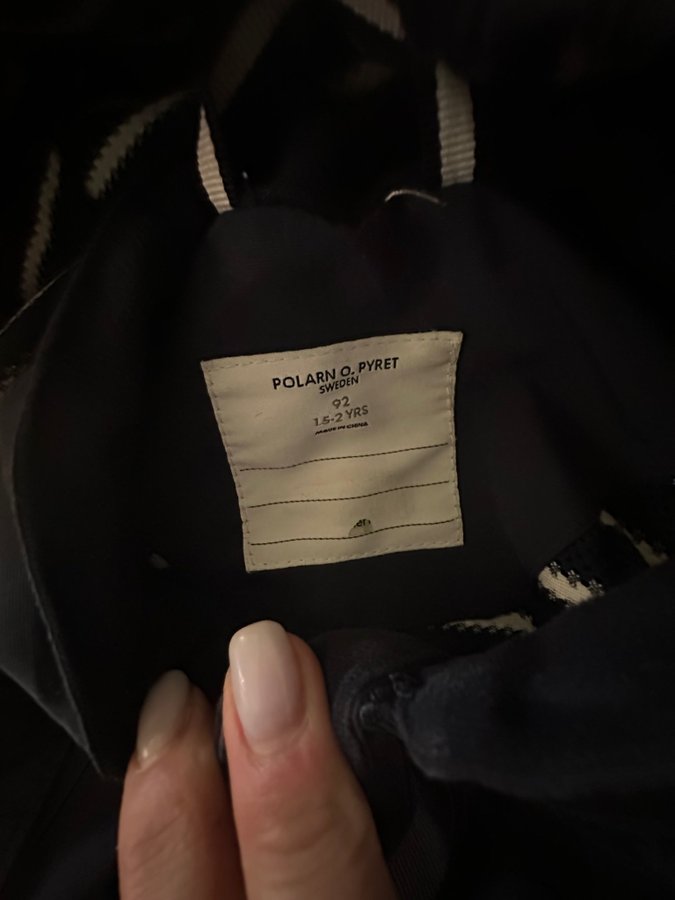 POLARN O. PYRET
SWEDEN
92
1.5-2 YRS
MADE IN CHINA